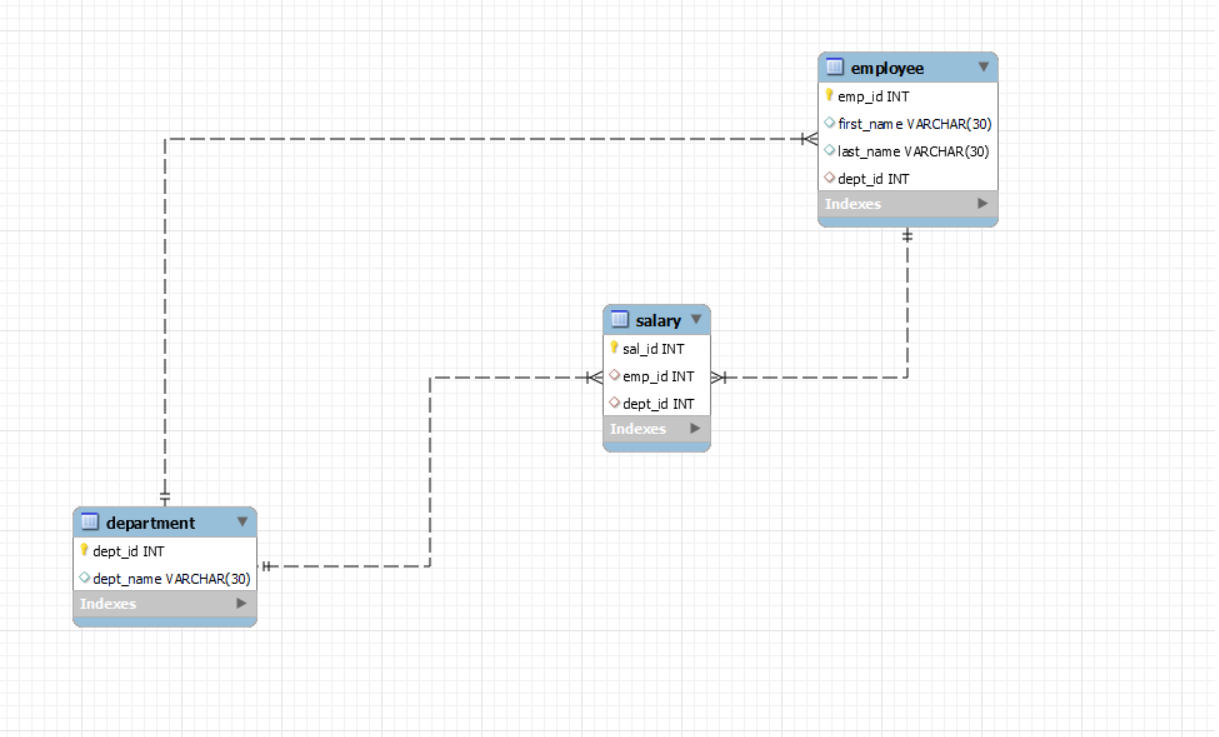 employee
emp_id INT
first_name VARCHAR(30)
last_name VARCHAR(30)
dept_id INT
Indexes
salary
sal_id INT
emp_id INT
dept_id INT
Indexes
department
dept_id INT
dept_name VARCHAR(30)
Indexes